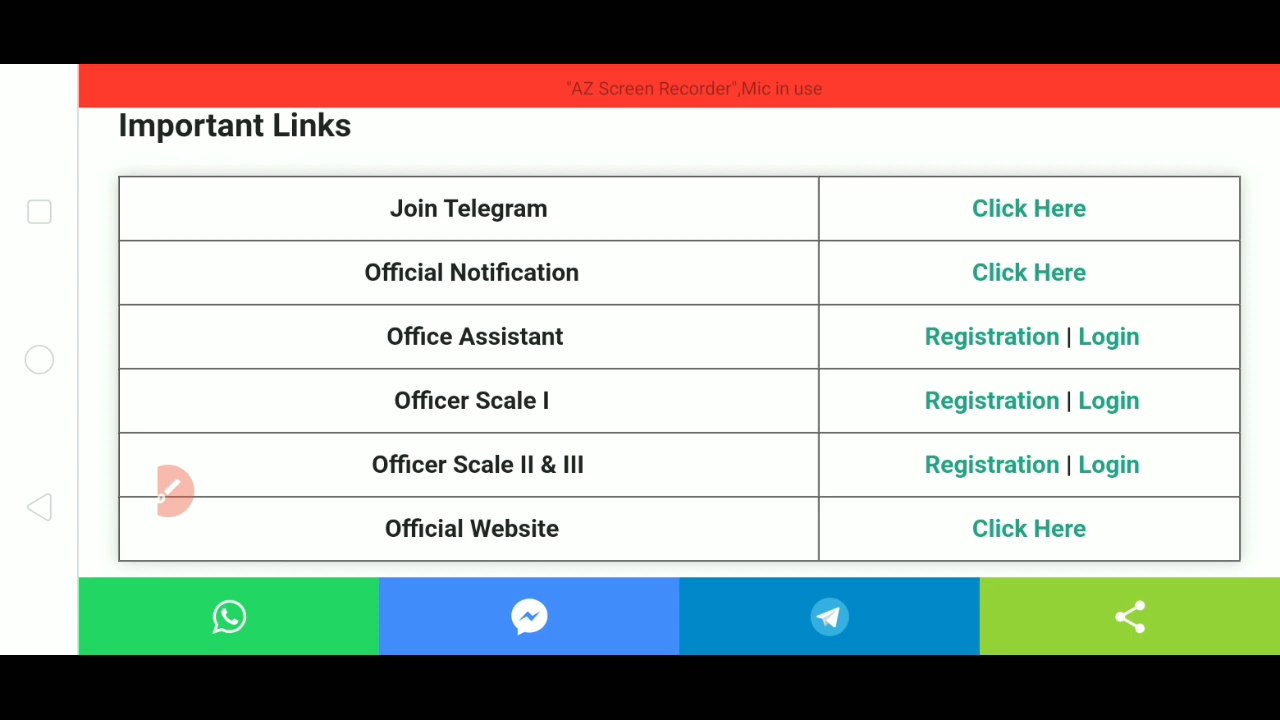 "AZ Screen Recorder",Mic in use
Important Links
Join Telegram Click Here
Official Notification Click Here
Office Assistant Registration | Login
Officer Scale I Registration | Login
Officer Scale II & III Registration | Login
Official Website Click Here